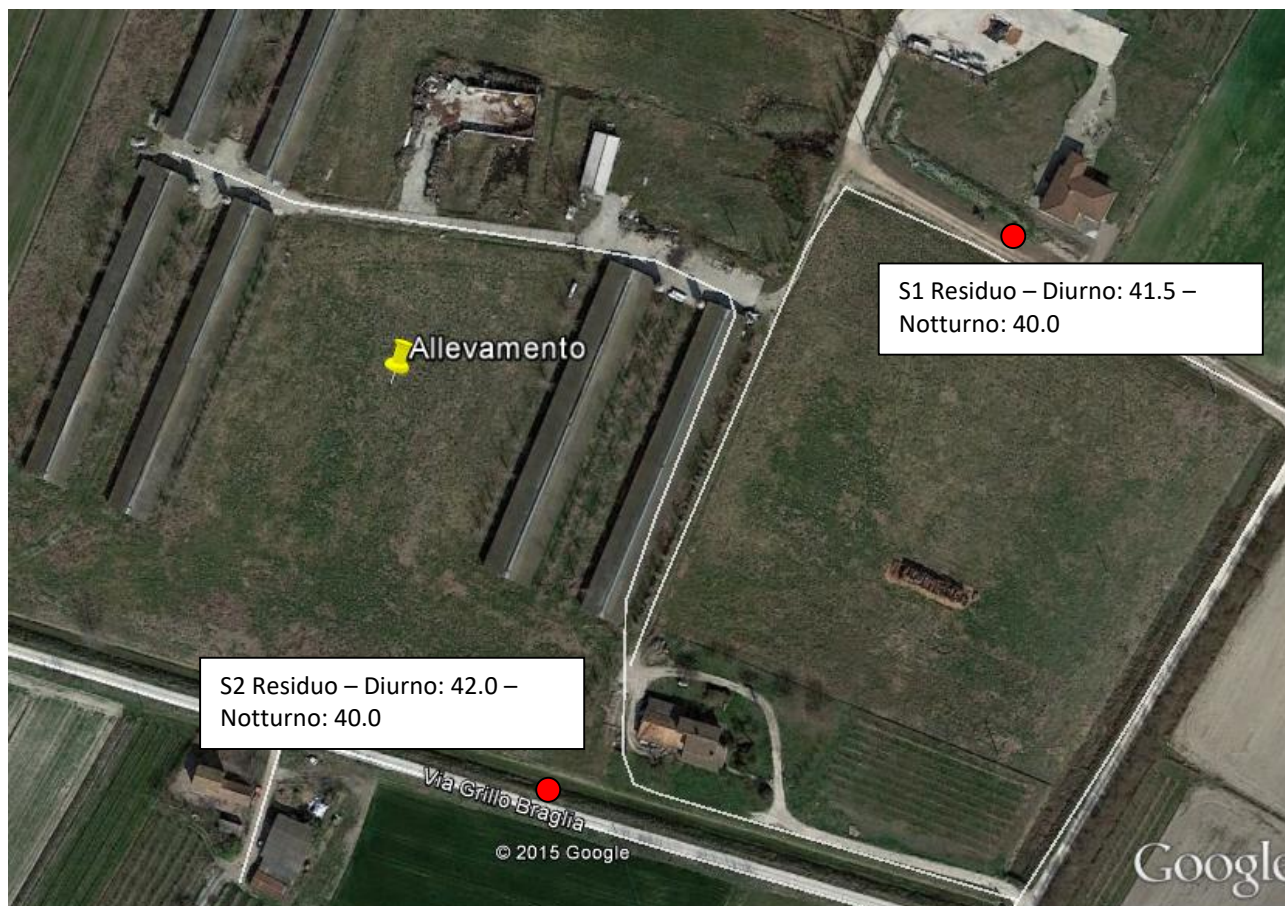 Allevamento
S1 Residuo – Diurno: 41.5 –
Notturno: 40.0
S2 Residuo – Diurno: 42.0 –
Notturno: 40.0
Via Grillo Braglia
© 2015 Google
Google